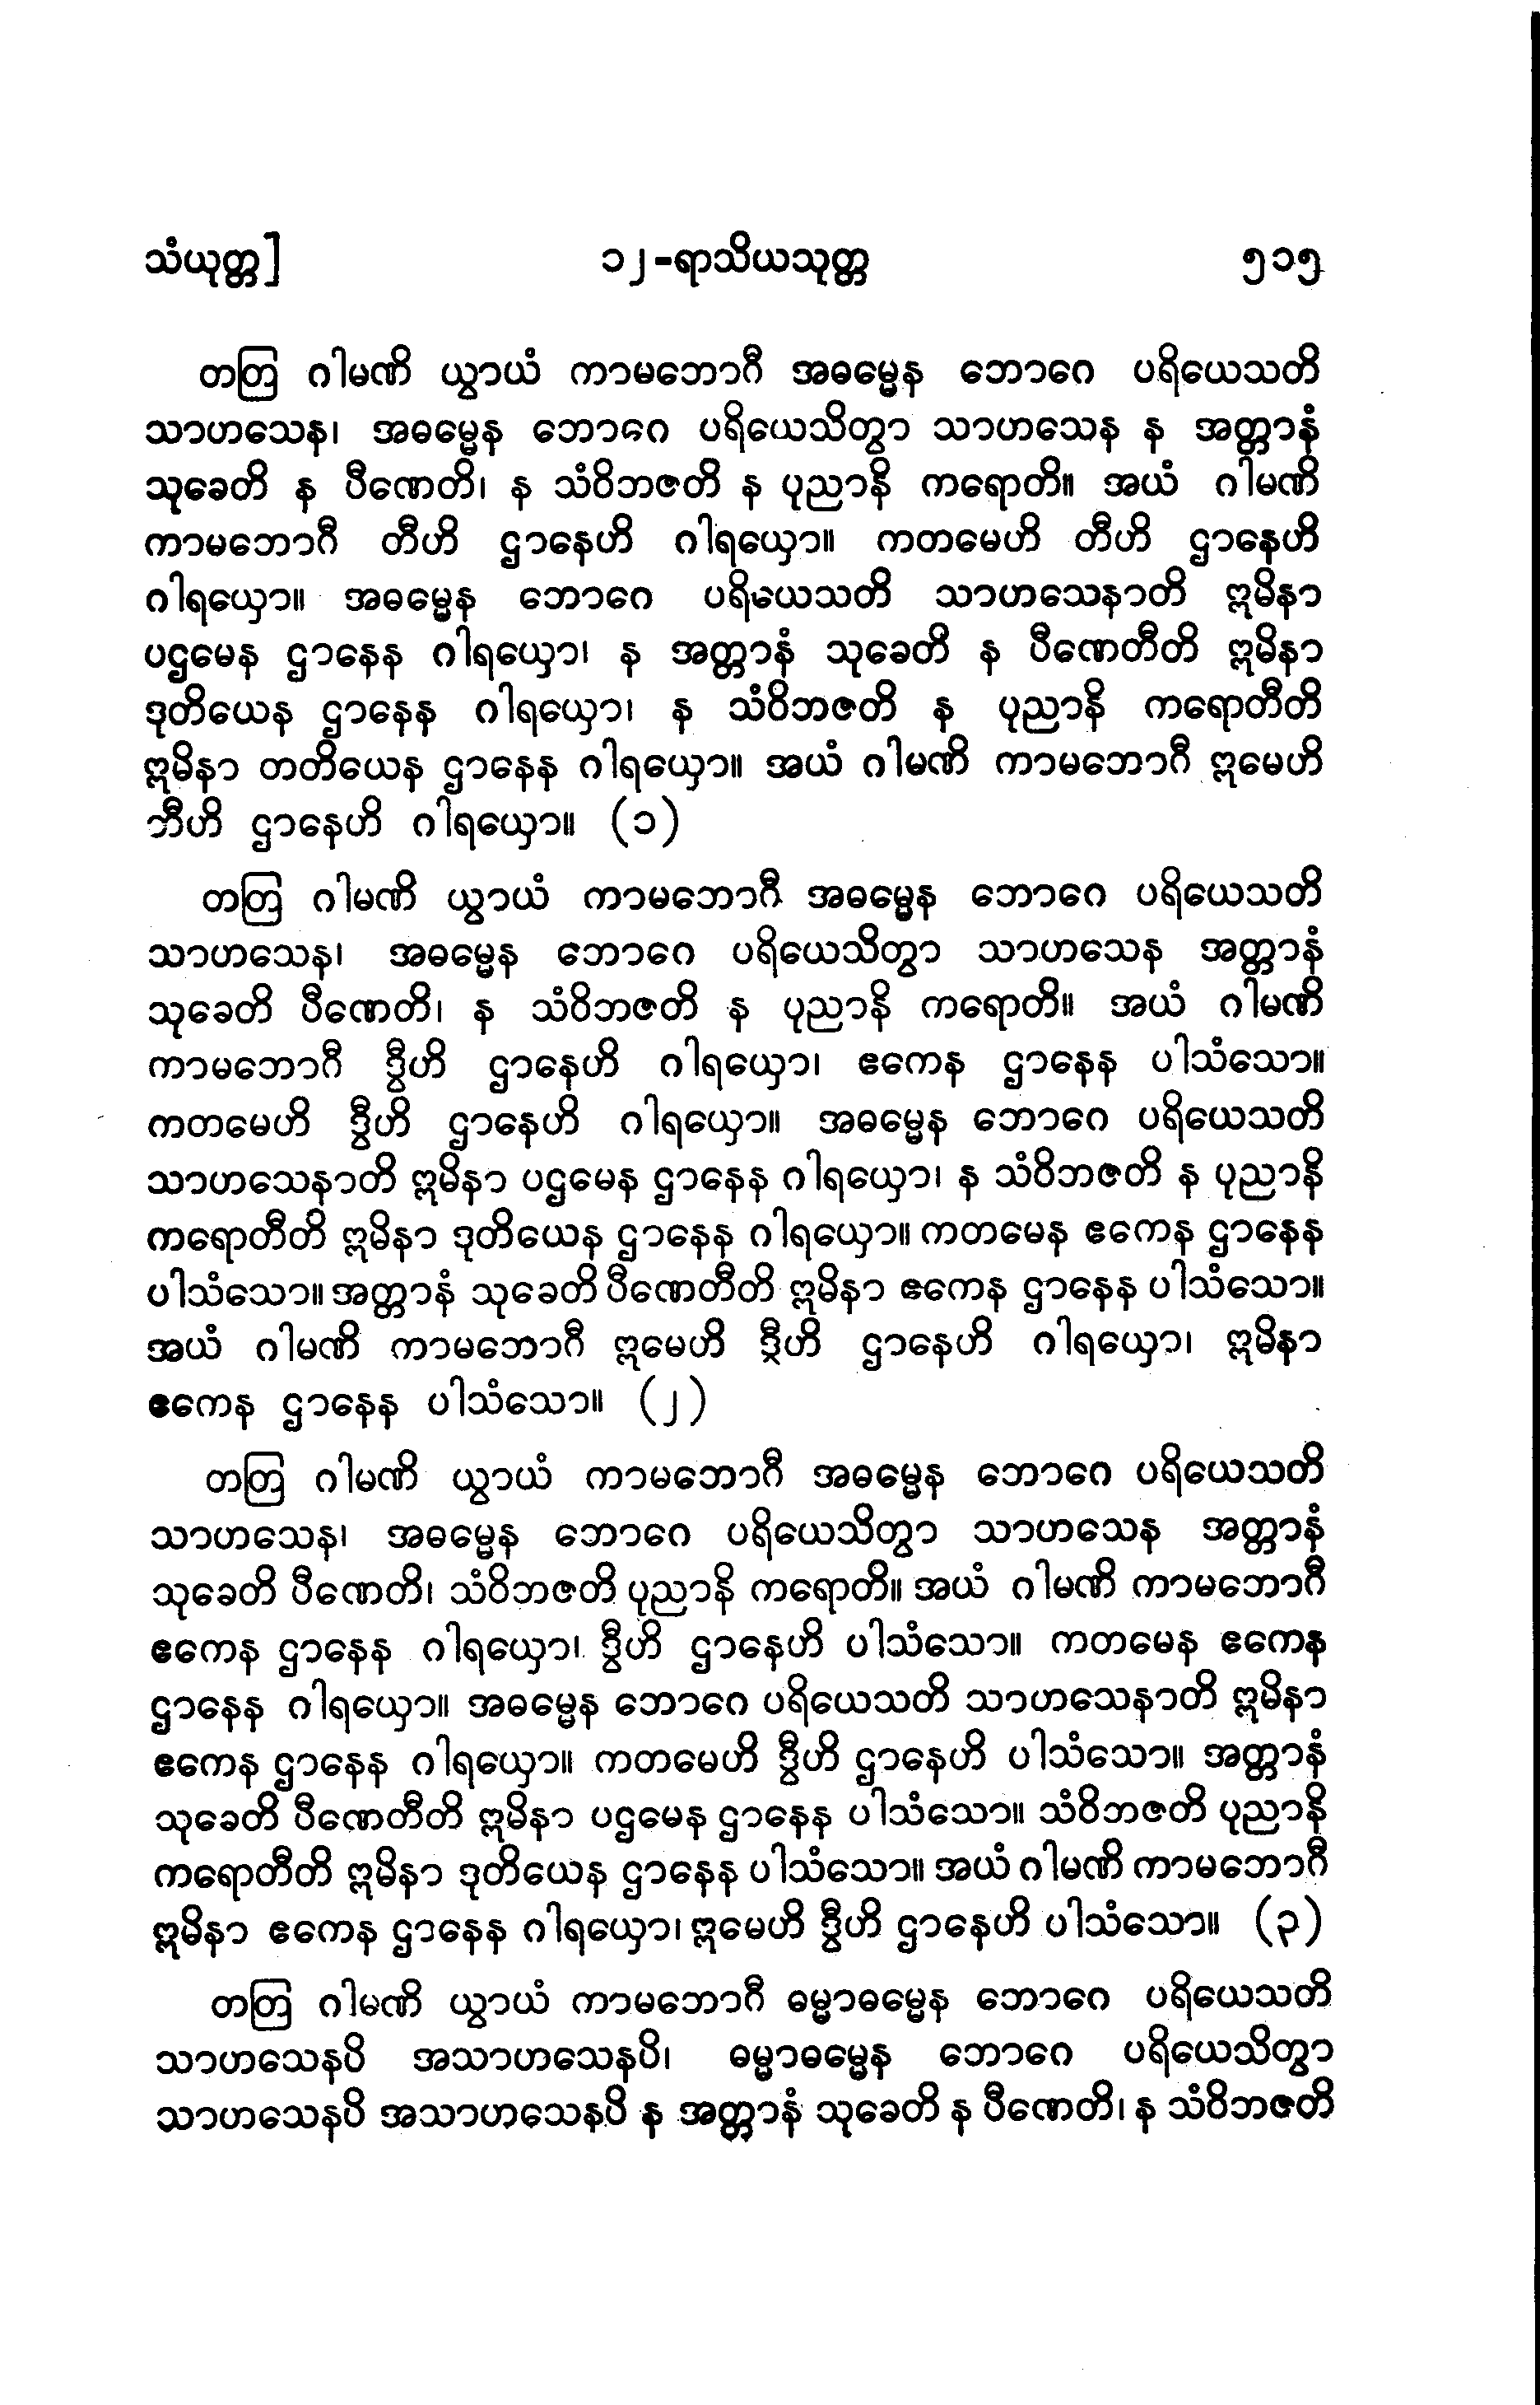 သံယုတ္တ] ၁၂-ရာသိယသုတ္တ ၅၁၅
တတြ ဂါမဏိ ယွာယံ ကာမဘောဂီ အဓမ္မေန ဘောဂေ ပရိယေသတိ
သာဟသေန၊ အဓမ္မေန ဘောဂေ ပရိယေသိတွာ သာဟသေန န အတ္တာနံ
သုခေတိ န ပီဏေတိ၊ န သံဝိဘဇတိ န ပုညာနိ ကရောတိ။ အယံ ဂါမဏိ
ကာမဘောဂီ တီဟိ ဌာနေဟိ ဂါရယှော။ ကတမေဟိ တီဟိ ဌာနေဟိ
ဂါရယှော။ အဓမ္မေန ဘောဂေ ပရိယေသတိ သာဟသေနာတိ ဣမိနာ
ပဌမေန ဌာနေန ဂါရယှော၊ န အတ္တာနံ သုခေတိ န ပီဏေတီတိ ဣမိနာ
ဒုတိယေန ဌာနေန ဂါရယှော၊ န သံဝိဘဇတိ န ပုညာနိ ကရောတီတိ
ဣမိနာ တတိယေန ဌာနေန ဂါရယှော။ အယံ ဂါမဏိ ကာမဘောဂီ ဣမေဟိ
တီဟိ ဌာနေဟိ ဂါရယှော။ (၁)
တတြ ဂါမဏိ ယွာယံ ကာမဘောဂီ အဓမ္မေန ဘောဂေ ပရိယေသတိ
သာဟသေန၊ အဓမ္မေန ဘောဂေ ပရိယေသိတွာ သာဟသေန အတ္တာနံ
သုခေတိ ပီဏေတိ၊ န သံဝိဘဇတိ န ပုညာနိ ကရောတိ။ အယံ ဂါမဏိ
ကာမဘောဂီ ဒွီဟိ ဌာနေဟိ ဂါရယှော၊ ဧကေန ဌာနေန ပါသံသော။
ကတမေဟိ ဒွီဟိ ဌာနေဟိ ဂါရယှော။ အဓမ္မေန ဘောဂေ ပရိယေသတိ
သာဟသေနာတိ ဣမိနာ ပဌမေန ဌာနေန ဂါရယှော၊ န သံဝိဘဇတိ န ပုညာနိ
ကရောတီတိ ဣမိနာ ဒုတိယေန ဌာနေန ဂါရယှော။ ကတမေန ဧကေန ဌာနေန
ပါသံသော။ အတ္တာနံ သုခေတိ ပီဏေတီတိ ဣမိနာ ဧကေန ဌာနေန ပါသံသော။
အယံ ဂါမဏိ ကာမဘောဂီ ဣမေဟိ ဒွီဟိ ဌာနေဟိ ဂါရယှော၊ ဣမိနာ
ဧကေန ဌာနေန ပါသံသော။ (၂)
တတြ ဂါမဏိ ယွာယံ ကာမဘောဂီ အဓမ္မေန ဘောဂေ ပရိယေသတိ
သာဟသေန၊ အဓမ္မေန ဘောဂေ ပရိယေသိတွာ သာဟသေန အတ္တာနံ
သုခေတိ ပီဏေတိ၊ သံဝိဘဇတိ ပုညာနိ ကရောတိ။ အယံ ဂါမဏိ ကာမဘောဂီ
ဧကေန ဌာနေန ဂါရယှော၊ ဒွီဟိ ဌာနေဟိ ပါသံသော။ ကတမေန ဧကေန
ဌာနေန ဂါရယှော။ အဓမ္မေန ဘောဂေ ပရိယေသတိ သာဟသေနာတိ ဣမိနာ
ဧကေန ဌာနေန ဂါရယှော။ ကတမေဟိ ဒွီဟိ ဌာနေဟိ ပါသံသော။ အတ္တာနံ
သုခေတိ ပီဏေတီတိ ဣမိနာ ပဌမေန ဌာနေန ပါသံသော။ သံဝိဘဇတိ ပုညာနိ
ကရောတီတိ ဣမိနာ ဒုတိယေန ဌာနေန ပါသံသော။ အယံ ဂါမဏိ ကာမဘောဂီ
ဣမိနာ ဧကေန ဌာနေန ဂါရယှော၊ ဣမေဟိ ဒွီဟိ ဌာနေဟိ ပါသံသော။ (၃)
တတြ ဂါမဏိ ယွာယံ ကာမဘောဂီ ဓမ္မာဓမ္မေန ဘောဂေ ပရိယေသတိ
သာဟသေနပိ အသာဟသေနပိ၊ ဓမ္မာဓမ္မေန ဘောဂေ ပရိယေသိတွာ
သာဟသေနပိ အသာဟသေနပိ န အတ္တာနံ သုခေတိ န ပီဏေတိ၊ န သံဝိဘဇတိ